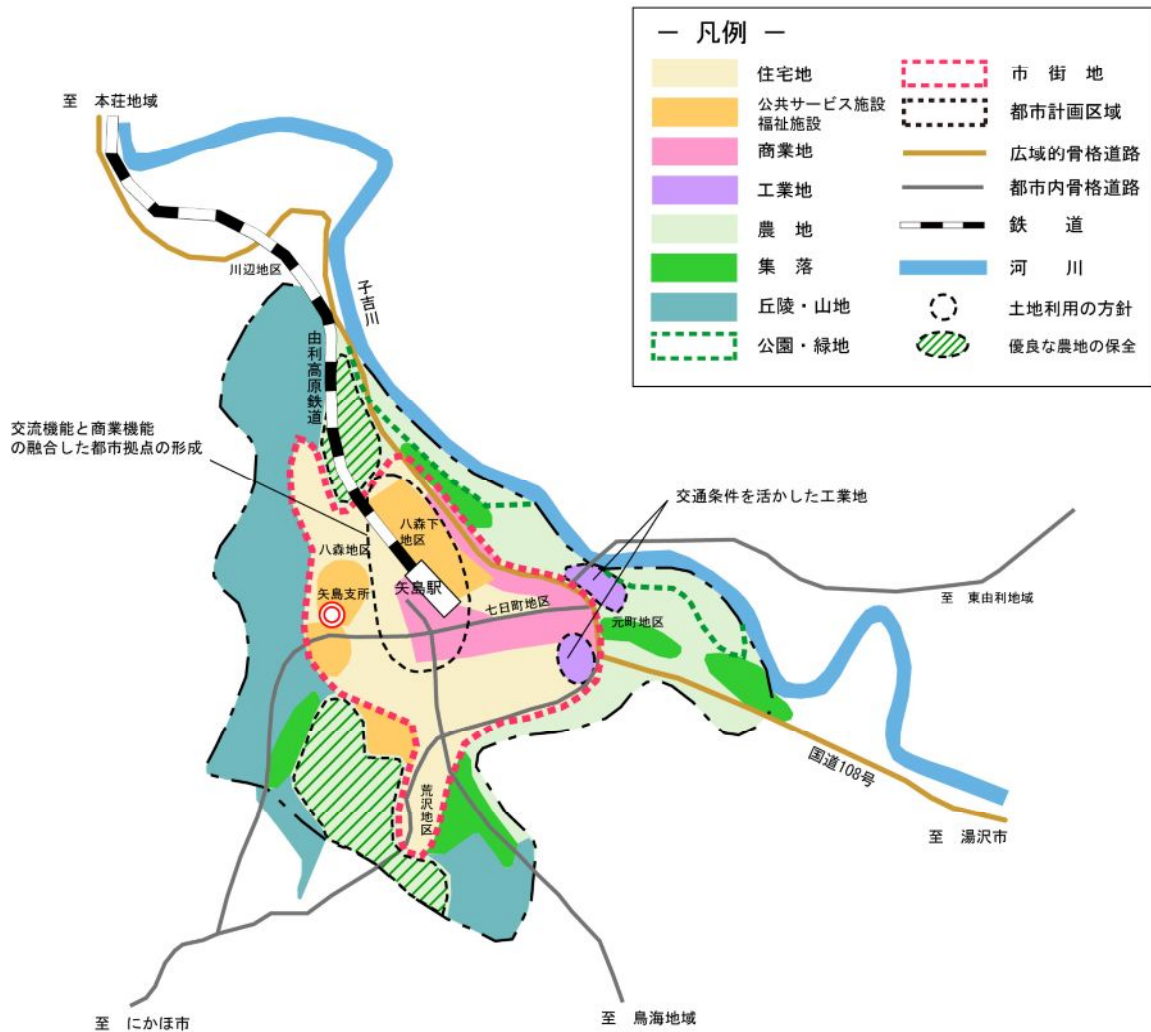 ― 凡例 ―
住宅地
公共サービス施設
福祉施設
商業地
工業地
農 地
集 落
丘陵・山地
公園・緑地
市 街 地
都市計画区域
広域的骨格道路
都市内骨格道路
鉄 道
河 川
土地利用の方針
優良な農地の保全
至 本荘地域
川辺地区
子吉川
由利高原鉄道
交流機能と商業機能
の融合した都市拠点の形成
交通条件を活かした工業地
八森下
地区
八森地区
矢島駅
矢島支所
七日町地区
元町地区
至 東由利地域
国道108号
荒沢地区
至 湯沢市
至 にかほ市
至 鳥海地域